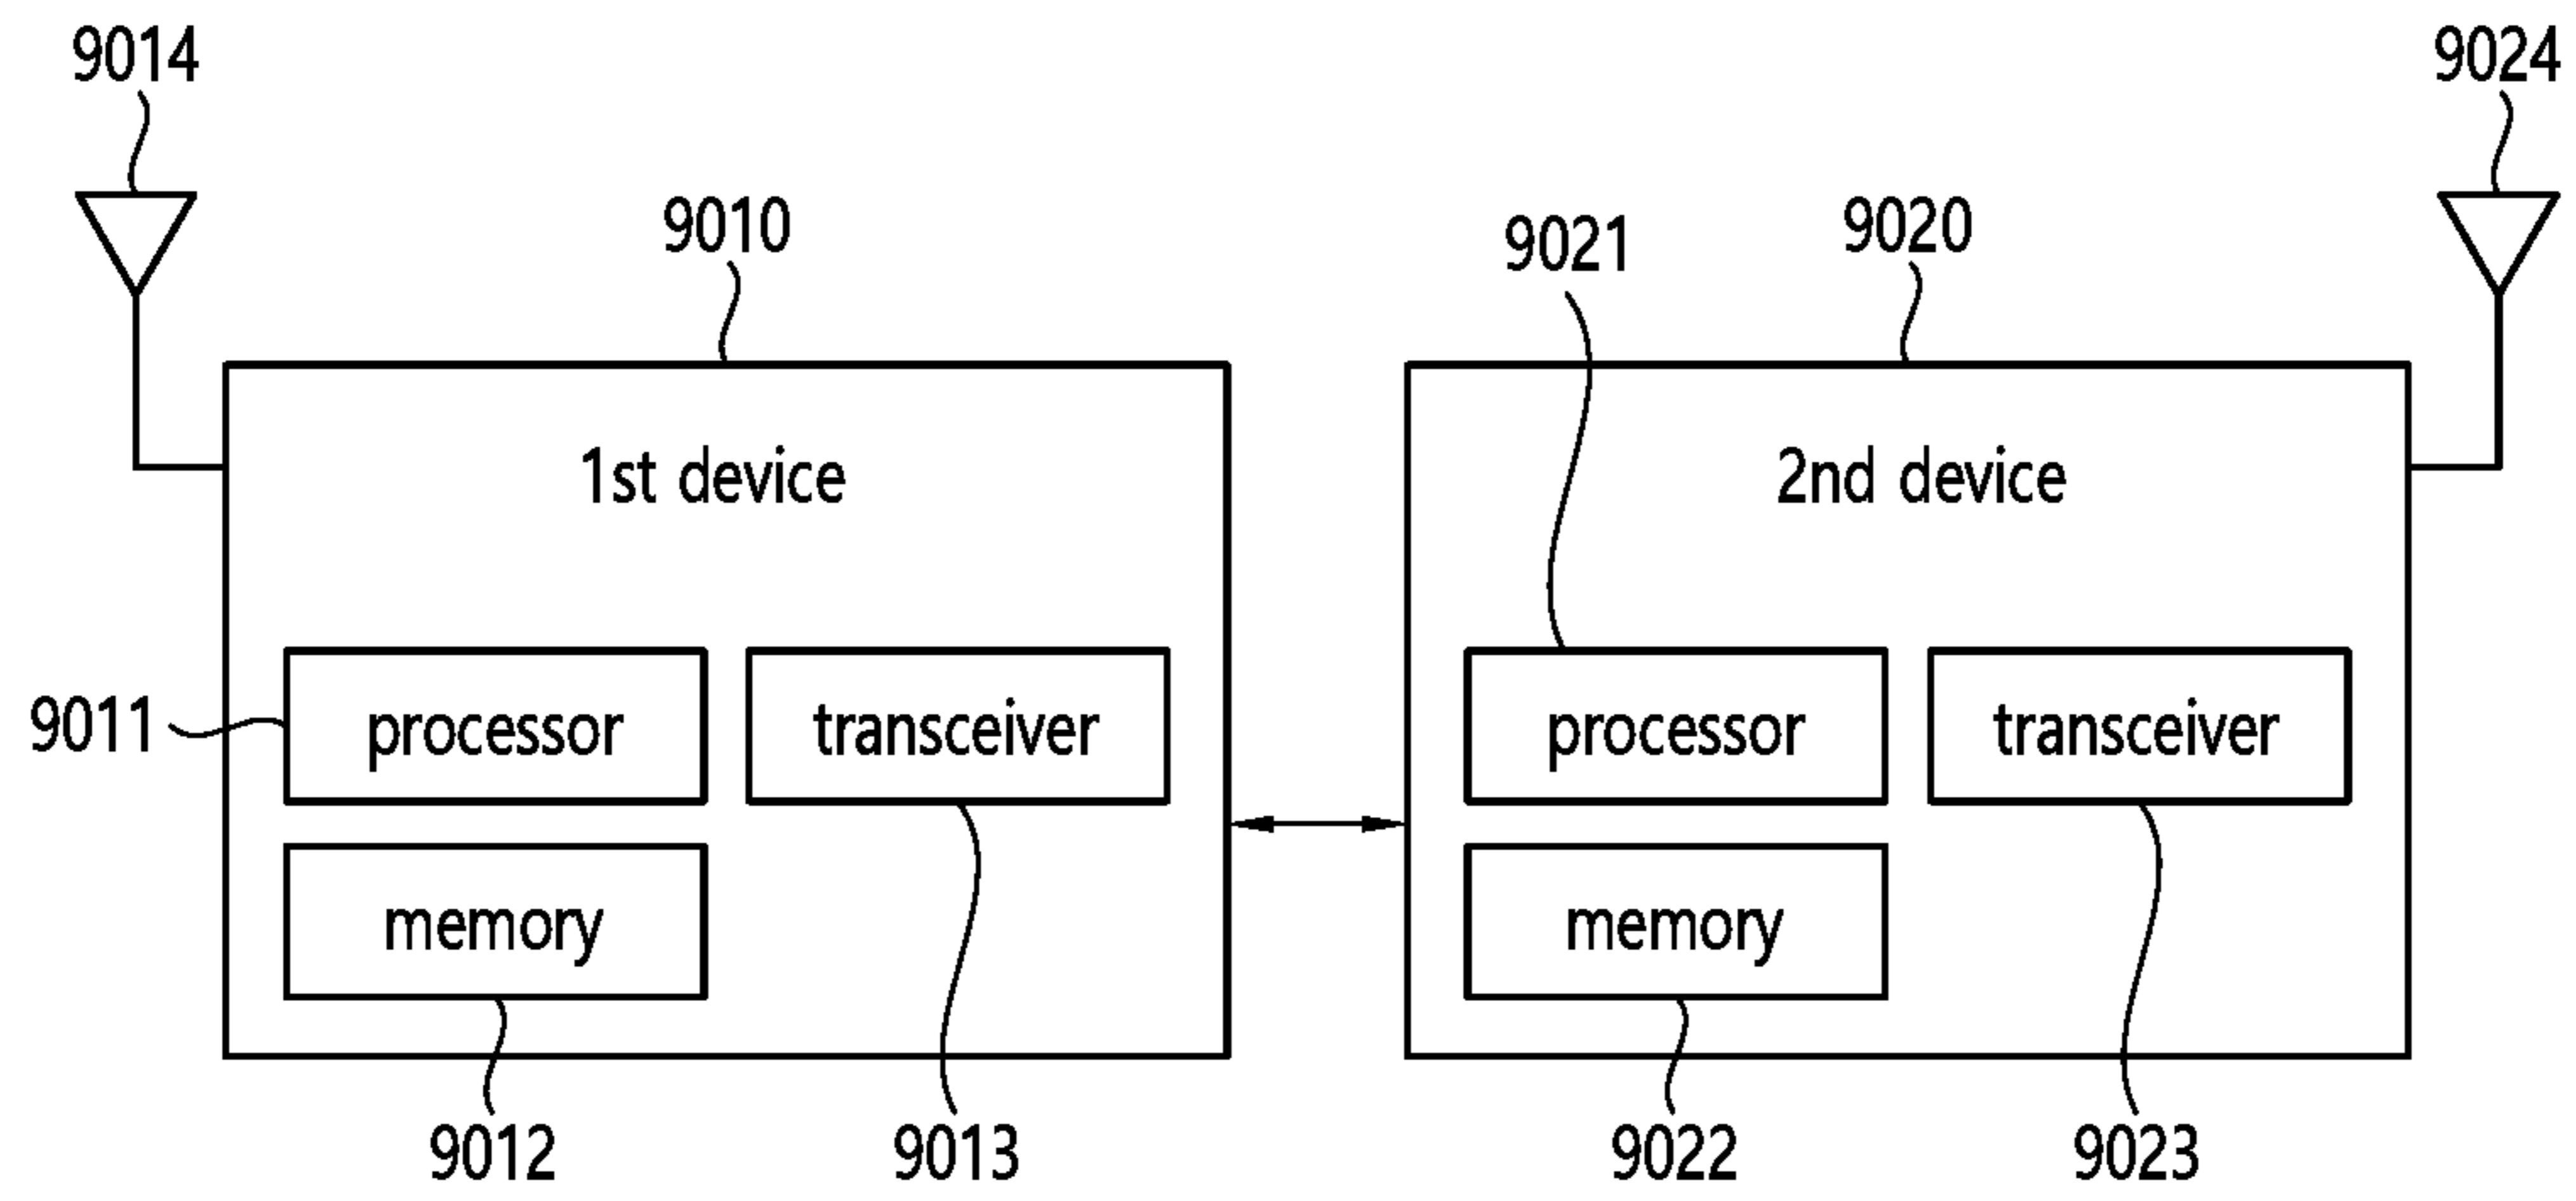 9014
9024
9010
9020
9021
1st device
2nd device
9011
processor
transceiver
processor
transceiver
memory
memory
9012
9013
9022
9023